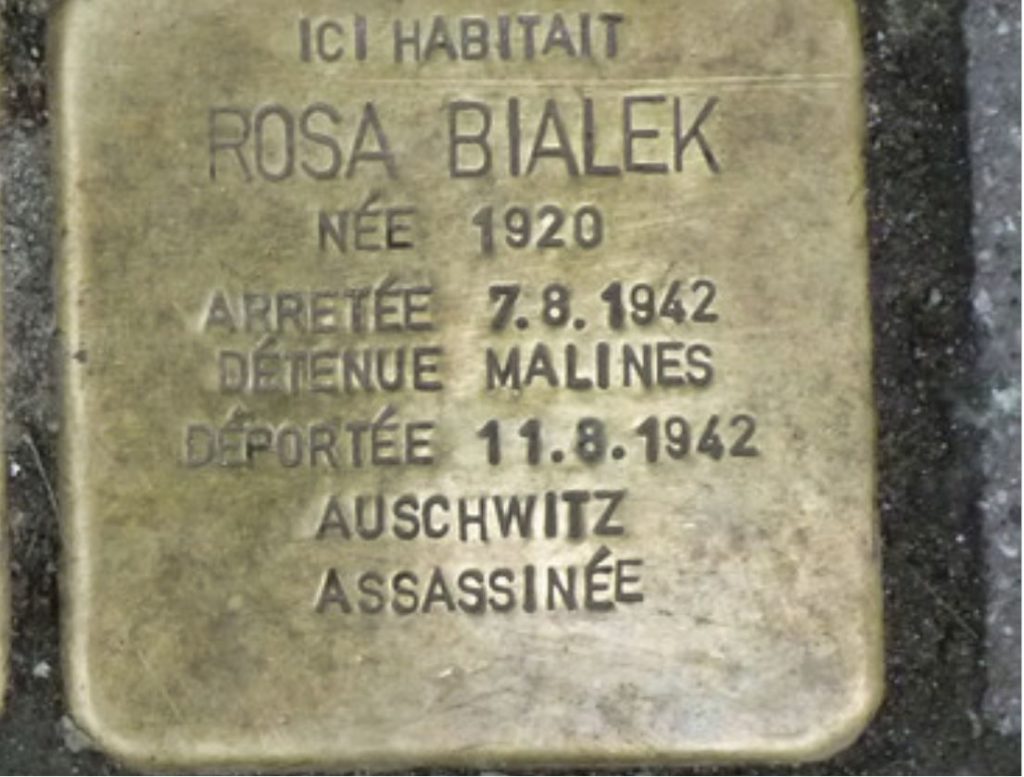 ICI HABITAIT
ROSA BIALEK
NÉE 1920
ARRETÉE 7.8.1942
DÉTENUE MALINES
DÉPORTÉE 11.8.1942
AUSCHWITZ
ASSASSINÉE